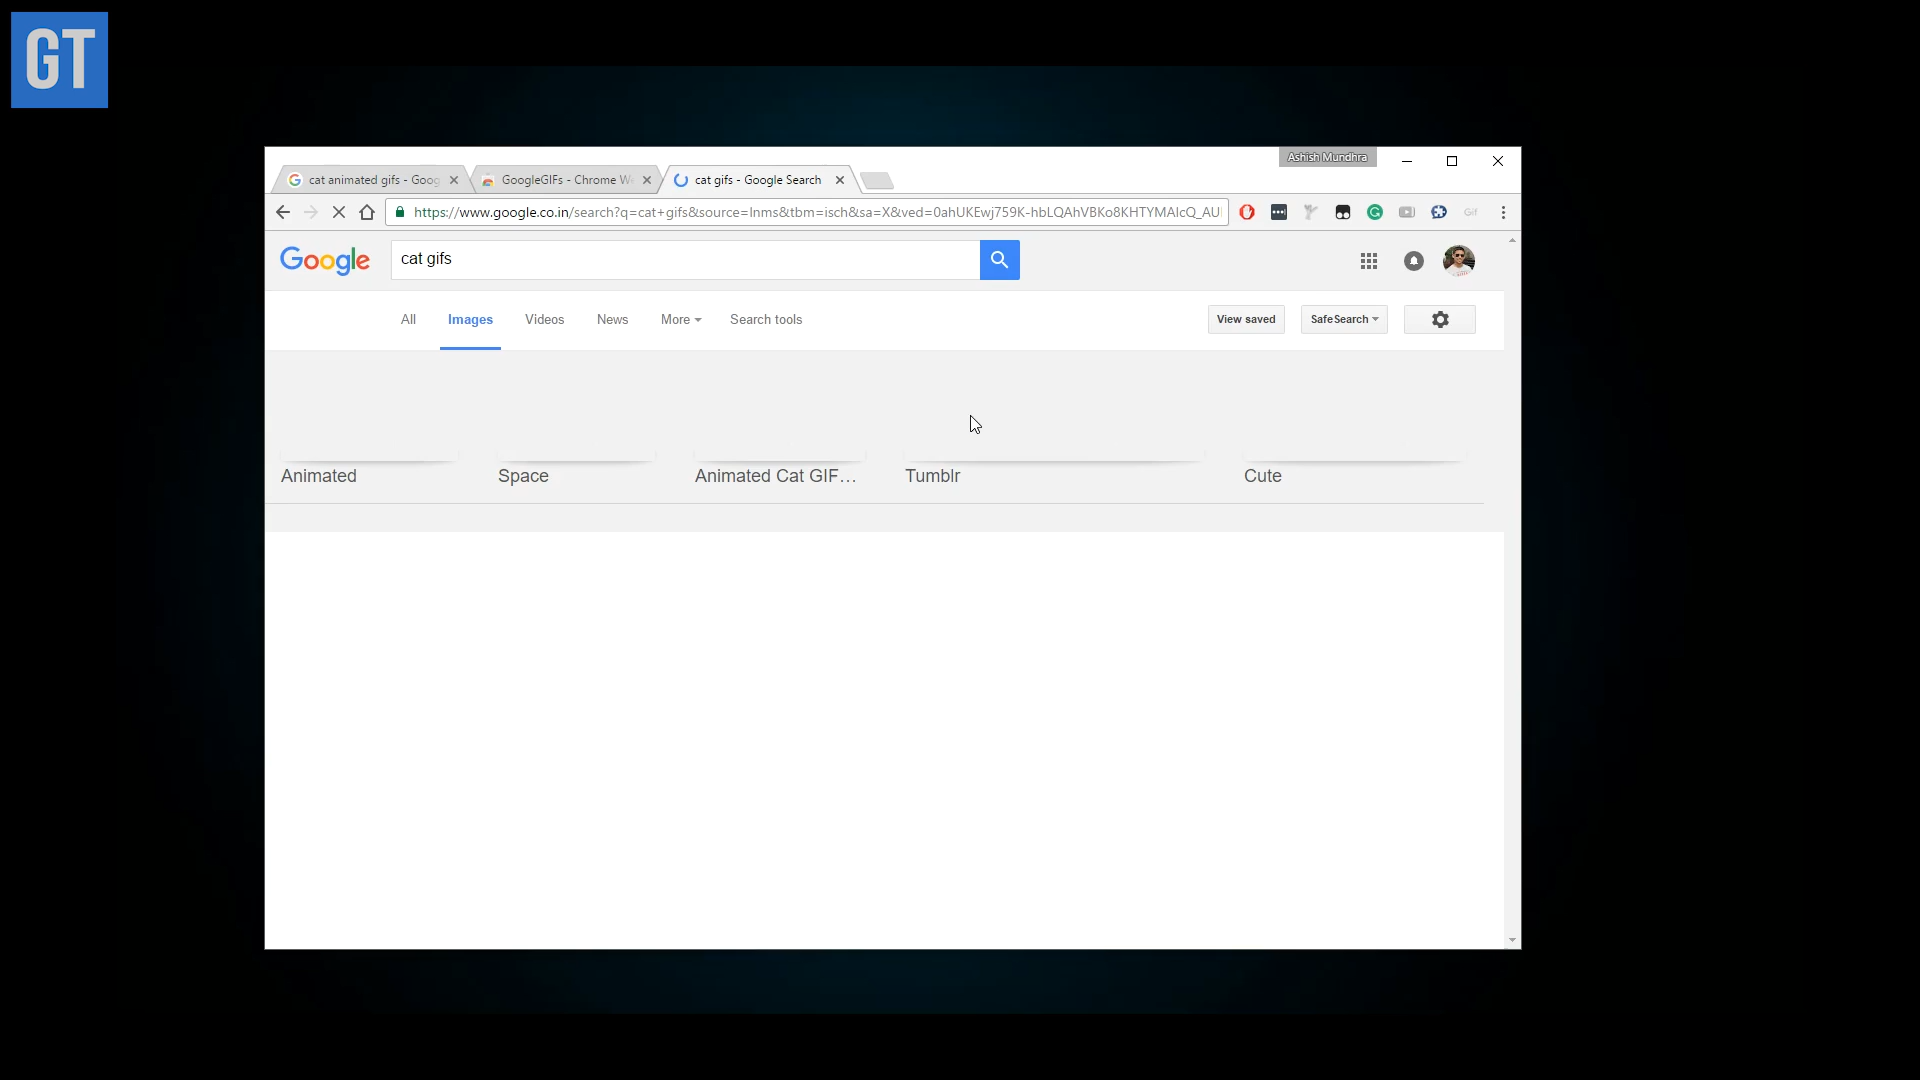 GT
Ashish Mundhra
cat animated gifs - Goog
GoogleGIFs - Chrome W
cat gifs - Google Search
https://www.google.co.in/search?q=cat+gifs&source=lnms&tbm=isch&sa=X&ved=0ahUKEwj759K-hbLQAhVBKo8KHTYMAIcQ_AU
Gif
Google
cat gifs
All
Images
Videos
News
More
Search tools
View saved
SafeSearch
Animated
Space
Animated Cat GIF…
Tumblr
Cute